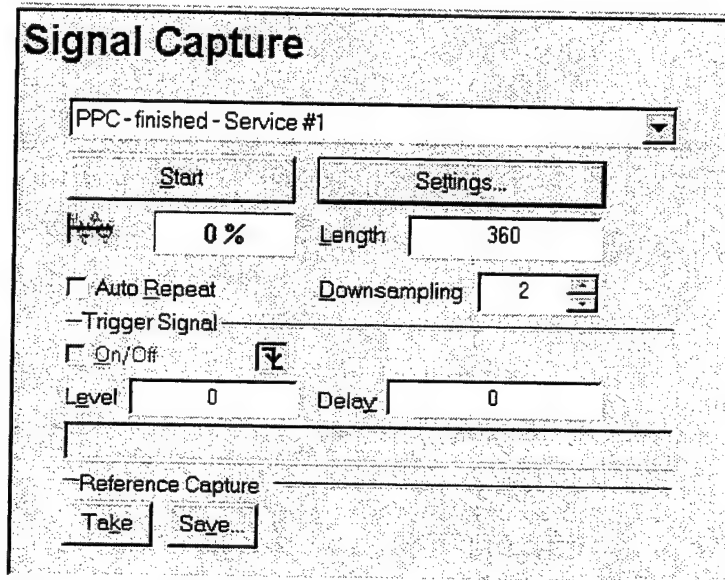 Signal Capture
PPC - finished - Service #1
Start
Settings...
0 %
Length
360
Auto Repeat
Downsampling
2
Trigger Signal
On/Off
Level
0
Delay
0
Reference Capture
Take
Save...